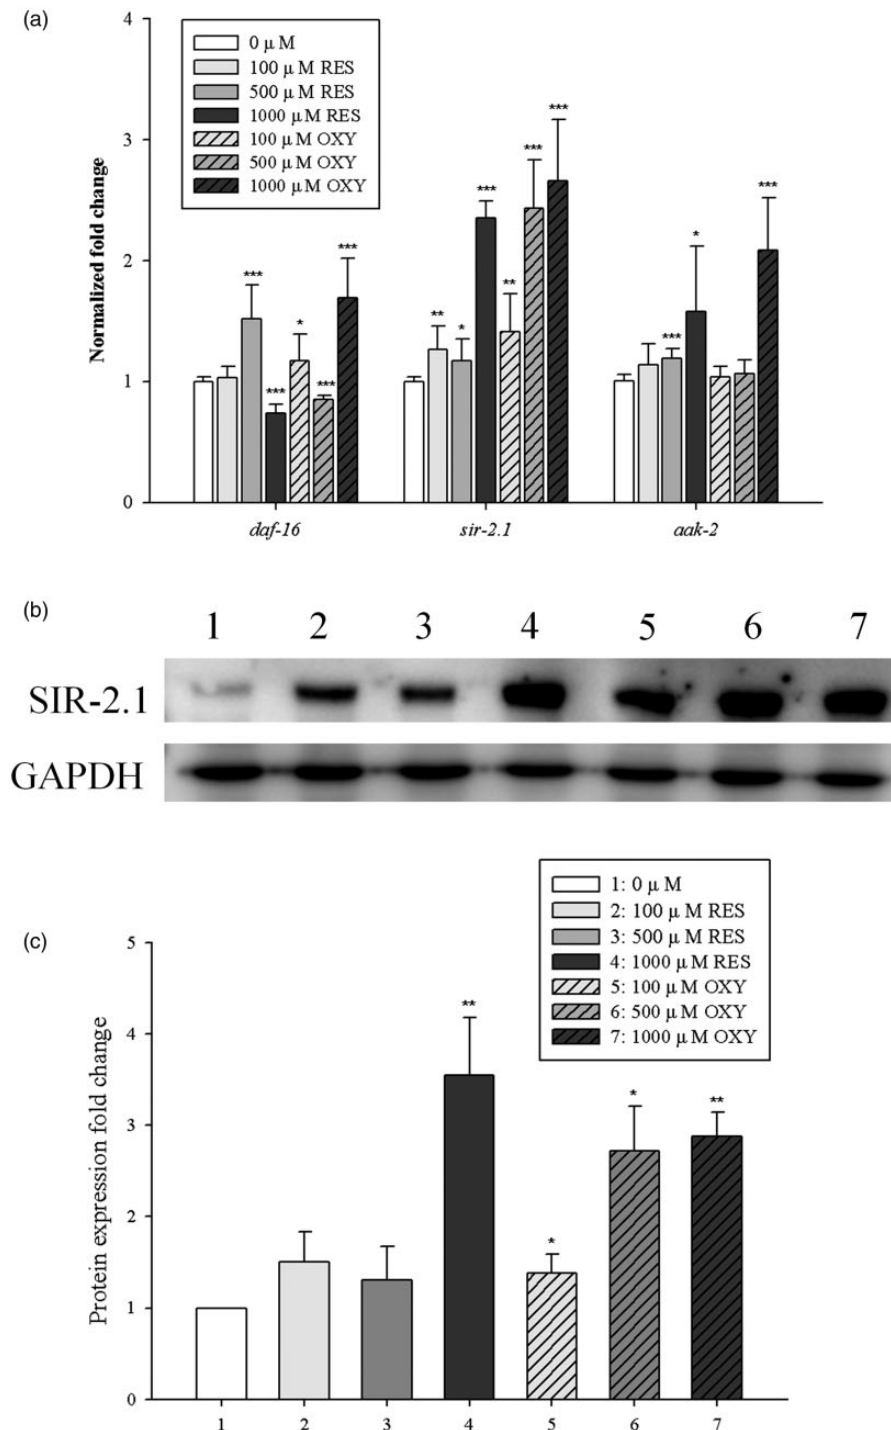 (a)
4
3
2
1
0
Normalized fold change
0 μ M
100 μ M RES
500 μ M RES
1000 μ M RES
100 μ M OXY
500 μ M OXY
1000 μ M OXY
***
***
*
***
***
**
*
***
**
***
***
***
*
***
daf-16 sir-2.1 aak-2
(b)
1 2 3 4 5 6 7
SIR-2.1
GAPDH
(c)
1: 0 μ M
2: 100 μ M RES
3: 500 μ M RES
4: 1000 μ M RES
5: 100 μ M OXY
6: 500 μ M OXY
7: 1000 μ M OXY
5
4
3
2
1
0
Protein expression fold change
**
*
*
**
1 2 3 4 5 6 7